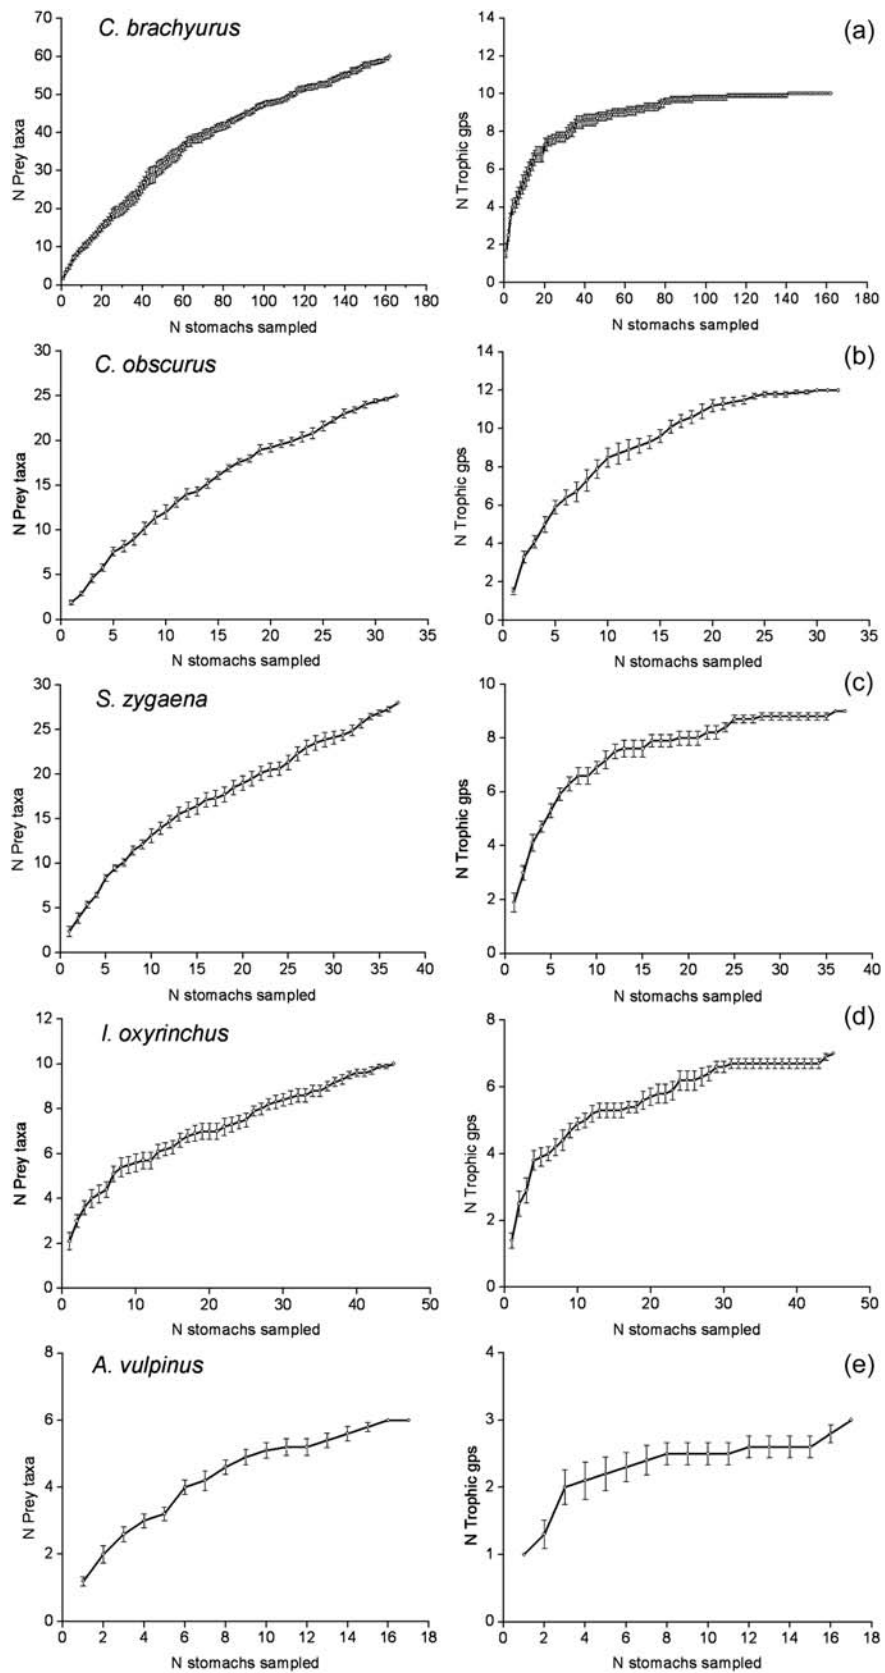 C. brachyurus
(a)
70
60
50
40
30
20
10
0
N Prey taxa
0 20 40 60 80 100 120 140 160 180
N stomachs sampled
14
12
10
8
6
4
2
0
N Trophic gps
0 20 40 60 80 100 120 140 160 180
N stomachs sampled
C. obscurus
(b)
30
25
20
15
10
5
0
N Prey taxa
0 5 10 15 20 25 30 35
N stomachs sampled
14
12
10
8
6
4
2
0
N Trophic gps
0 5 10 15 20 25 30 35
N stomachs sampled
S. zygaena
(c)
30
25
20
15
10
5
0
N Prey taxa
0 5 10 15 20 25 30 35 40
N stomachs sampled
10
8
6
4
2
0
N Trophic gps
0 5 10 15 20 25 30 35 40
N stomachs sampled
I. oxyrinchus
(d)
12
10
8
6
4
2
0
N Prey taxa
0 10 20 30 40 50
N stomachs sampled
8
6
4
2
0
N Trophic gps
0 10 20 30 40 50
N stomachs sampled
A. vulpinus
(e)
8
6
4
2
0
N Prey taxa
0 2 4 6 8 10 12 14 16 18
N stomachs sampled
4
3
2
1
0
N Trophic gps
0 2 4 6 8 10 12 14 16 18
N stomachs sampled